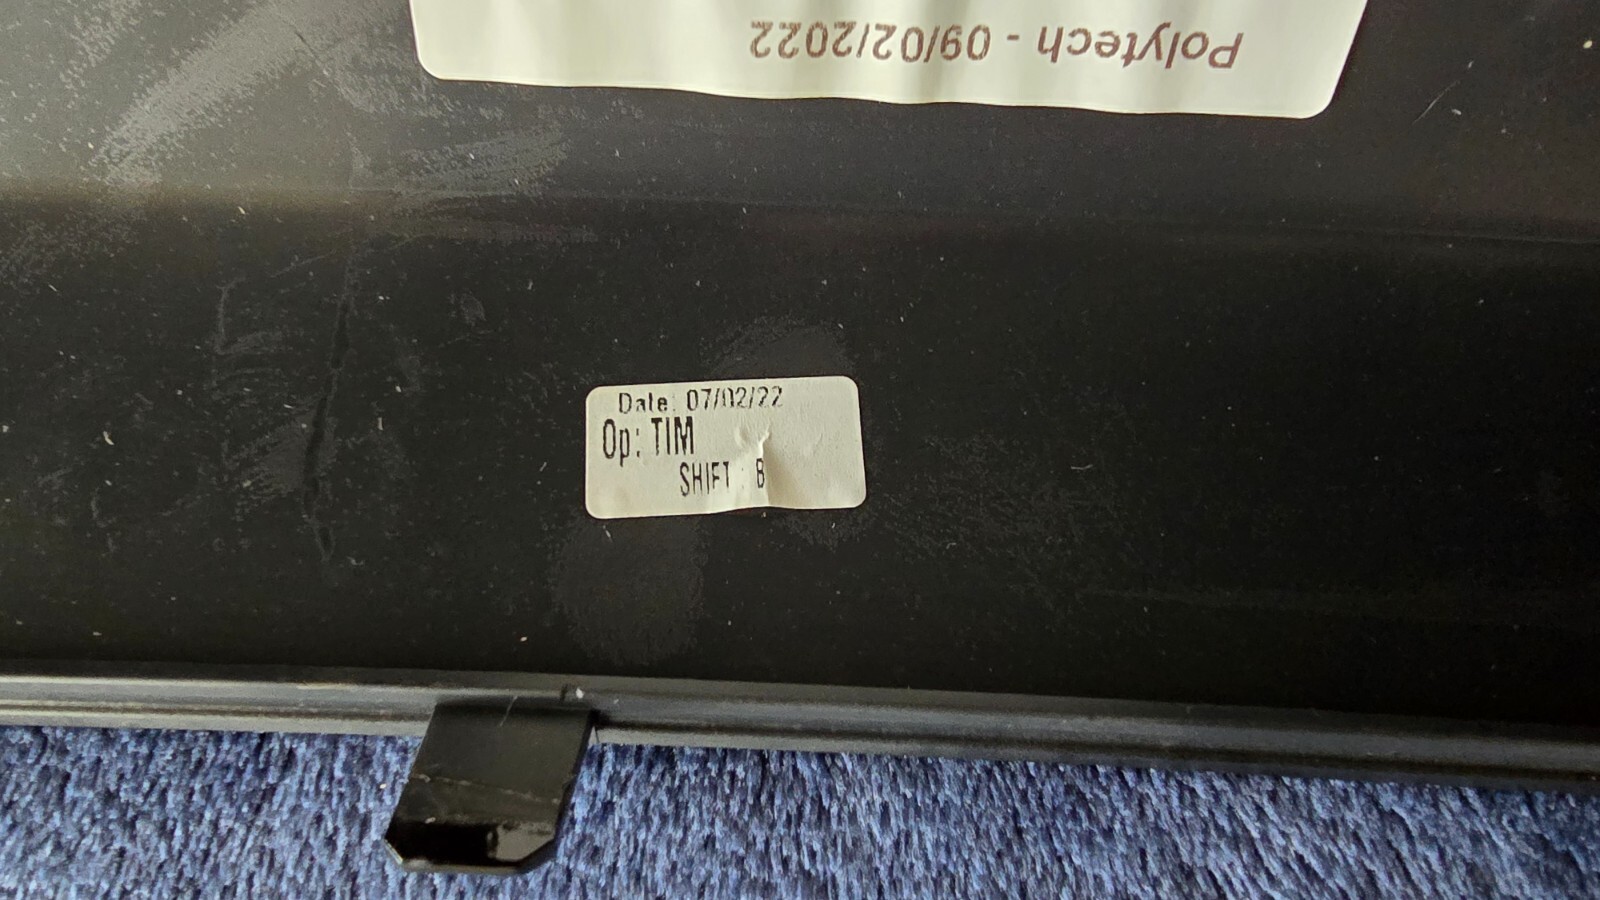 Polytech - 09/02/2022
Date: 07/02/22
Op: TIM
SHIFT : B